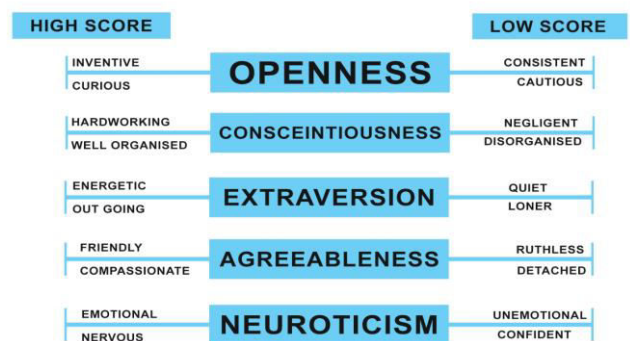 HIGH SCORE
LOW SCORE
INVENTIVE
CURIOUS
OPENNESS
CONSISTENT
CAUTIOUS
HARDWORKING
WELL ORGANISED
CONSCEINTIOUSNESS
NEGLIGENT
DISORGANISED
ENERGETIC
OUT GOING
EXTRAVERSION
QUIET
LONER
FRIENDLY
COMPASSIONATE
AGREEABLENESS
RUTHLESS
DETACHED
EMOTIONAL
NERVOUS
NEUROTICISM
UNEMOTIONAL
CONFIDENT